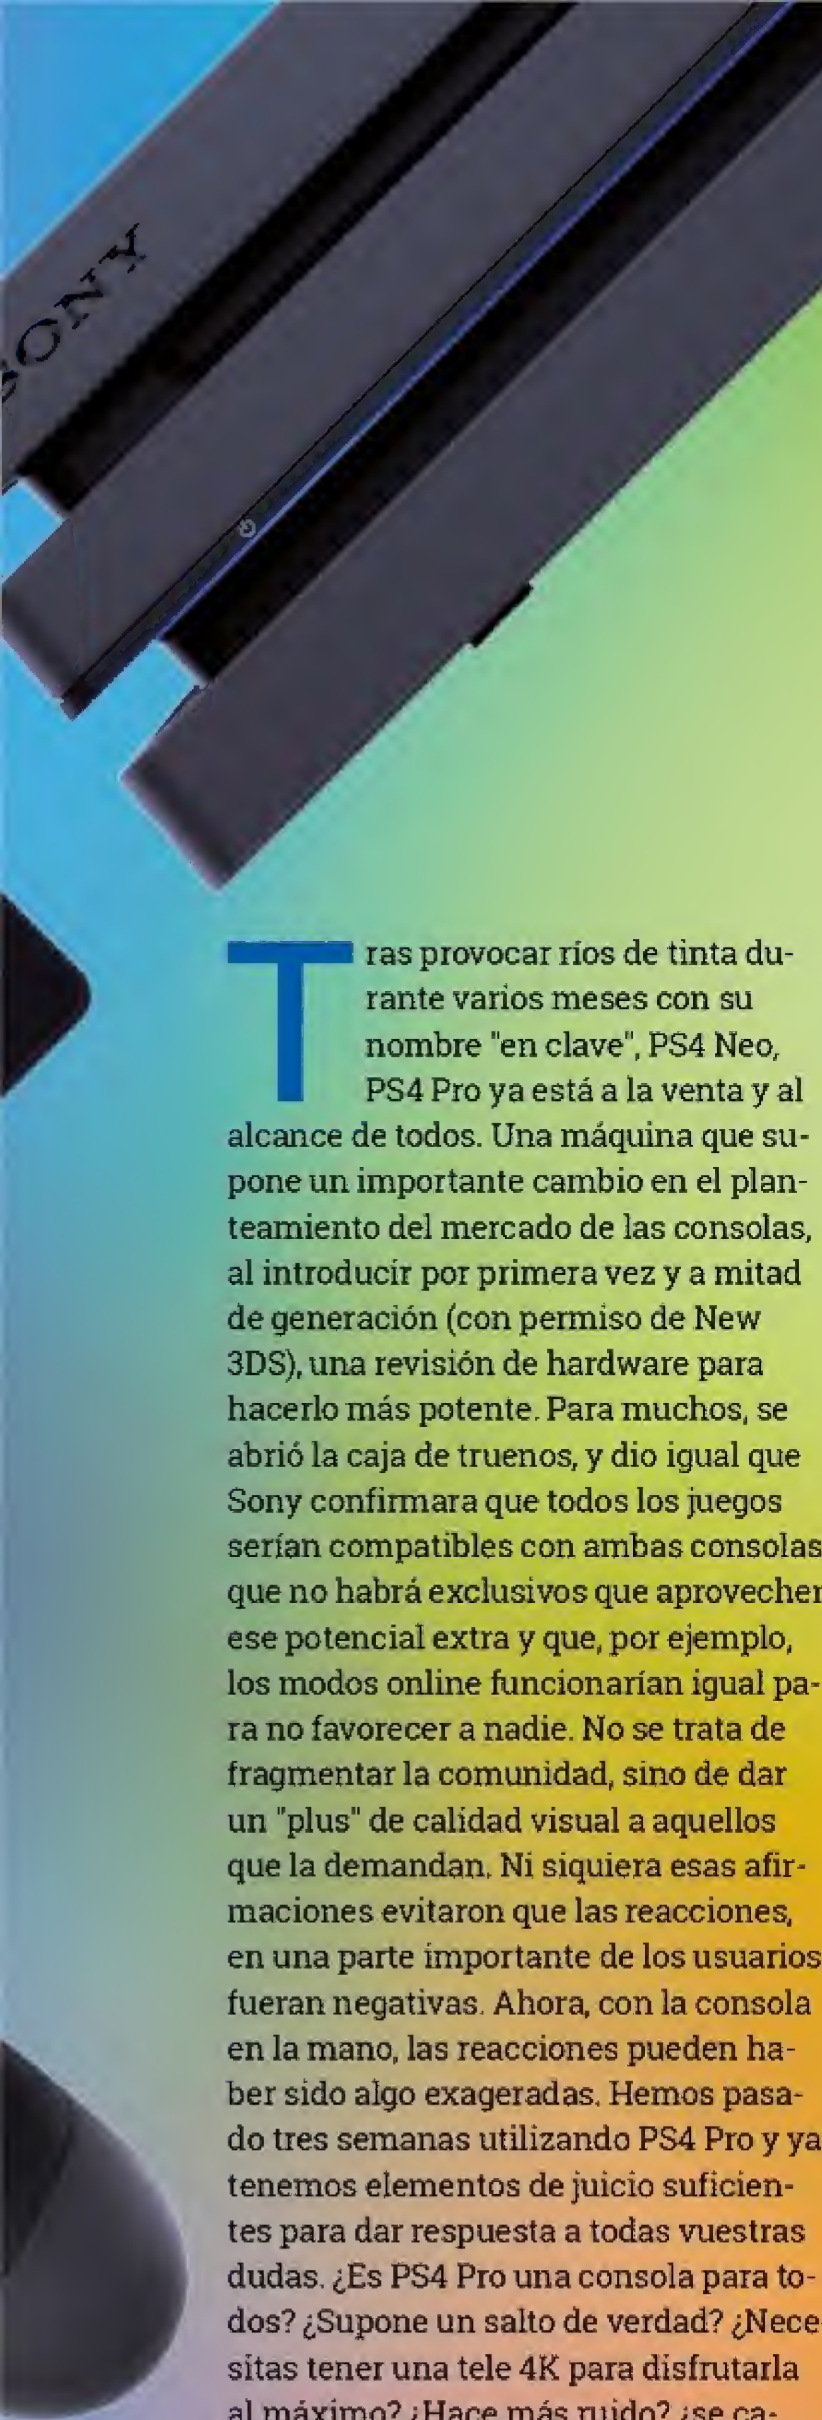 SONY
Tras provocar ríos de tinta du-
rante varios meses con su
nombre "en clave", PS4 Neo,
PS4 Pro ya está a la venta y al
alcance de todos. Una máquina que su-
pone un importante cambio en el plan-
teamiento del mercado de las consolas,
al introducir por primera vez y a mitad
de generación (con permiso de New
3DS), una revisión de hardware para
hacerlo más potente. Para muchos, se
abrió la caja de truenos, y dio igual que
Sony confirmara que todos los juegos
serían compatibles con ambas consolas
que no habrá exclusivos que aprovechen
ese potencial extra y que, por ejemplo,
los modos online funcionarían igual pa-
ra no favorecer a nadie. No se trata de
fragmentar la comunidad, sino de dar
un "plus" de calidad visual a aquellos
que la demandan. Ni siquiera esas afir-
maciones evitaron que las reacciones,
en una parte importante de los usuarios
fueran negativas. Ahora, con la consola
en la mano, las reacciones pueden ha-
ber sido algo exageradas. Hemos pasa-
do tres semanas utilizando PS4 Pro y ya
tenemos elementos de juicio suficien-
tes para dar respuesta a todas vuestras
dudas. ¿Es PS4 Pro una consola para to-
dos? ¿Supone un salto de verdad? ¿Nece
sitas tener una tele 4K para disfrutarla
al máximo? ¿Hace más ruido? ¿se ca-